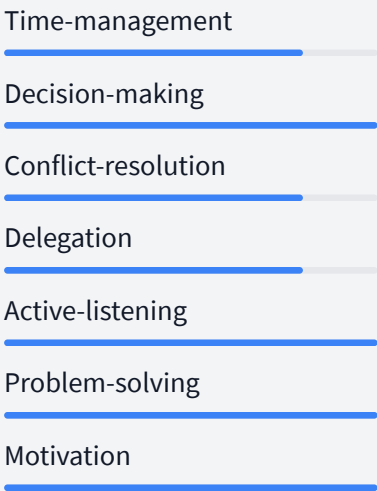 Time-management
Decision-making
Conflict-resolution
Delegation
Active-listening
Problem-solving
Motivation